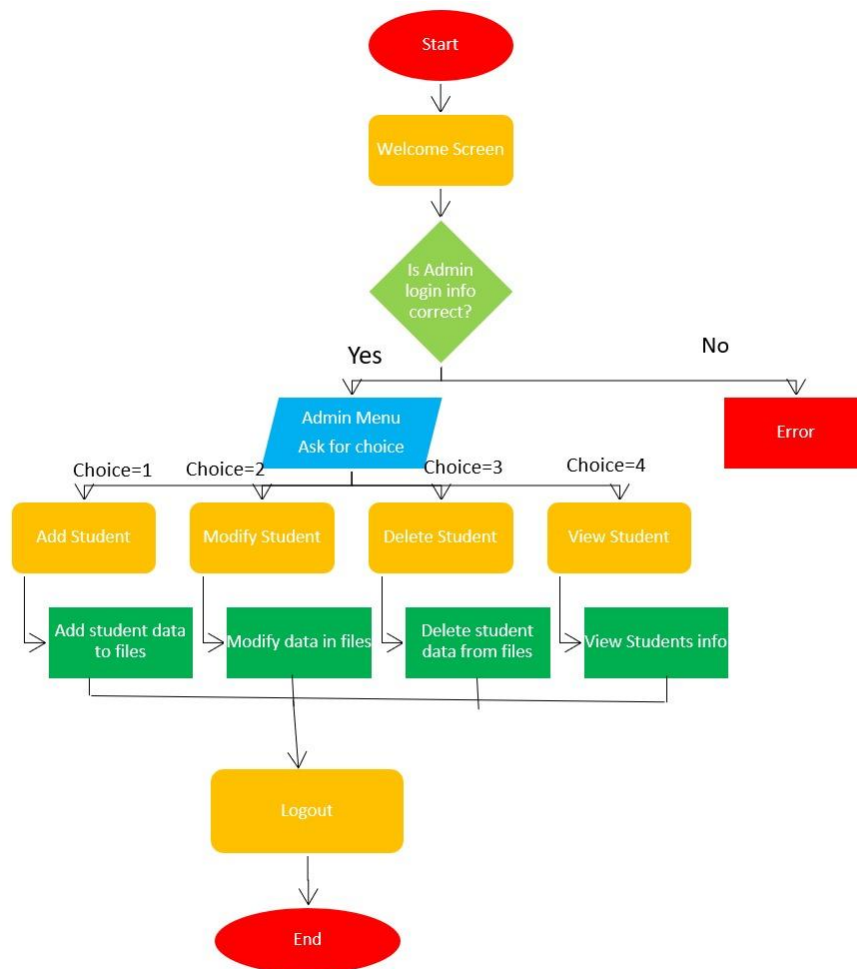 Start
Welcome Screen
Is Admin
login info
correct?
Yes
No
Admin Menu
Ask for choice
Error
Choice=1
Choice=2
Choice=3
Choice=4
Add Student
Modify Student
Delete Student
View Student
Add student data
to files
Modify data in files
Delete student
data from files
View Students info
Logout
End